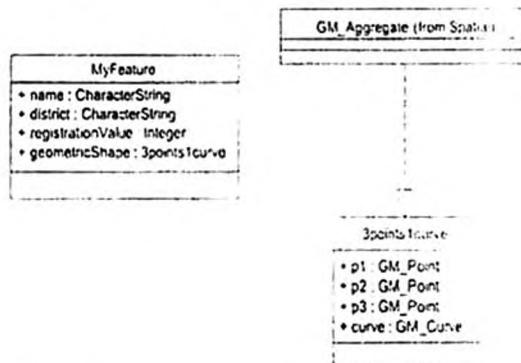 GM_Aggregate (from Spatial)
MyFeature
+ name : CharacterString
+ district : CharacterString
+ registrationValue : Integer
+ geometricShape : 3points1curve
3points1curve
+ p1 : GM_Point
+ p2 : GM_Point
+ p3 : GM_Point
+ curve : GM_Curve